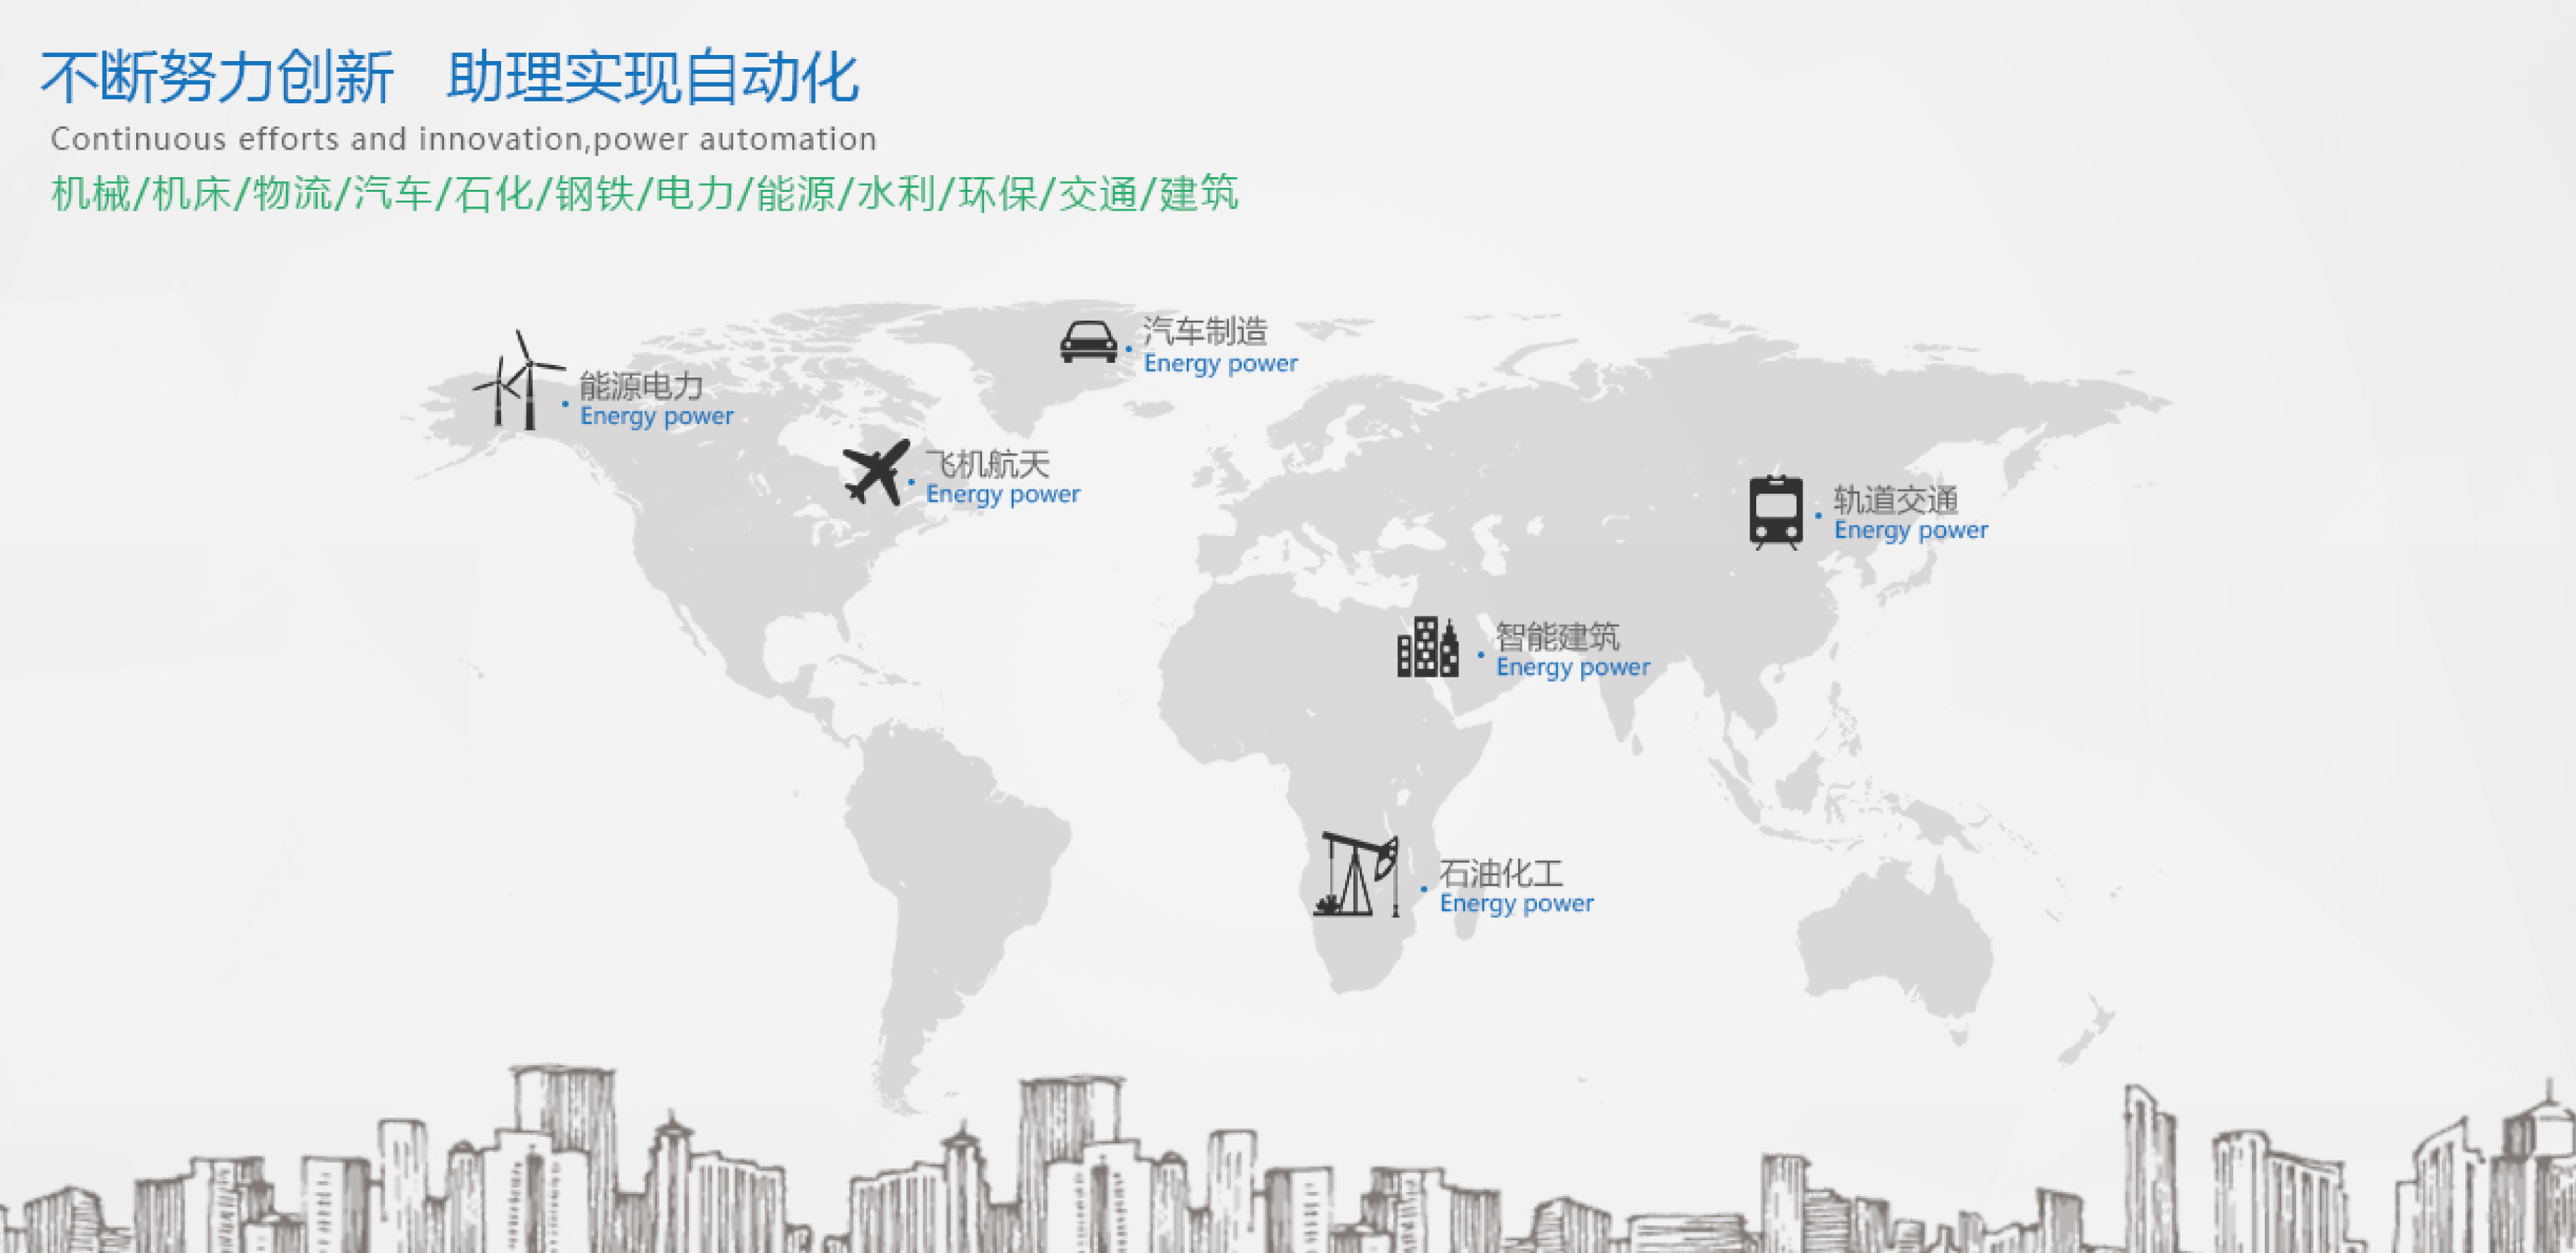 不断努力创新 助理实现自动化
Continuous efforts and innovation,power automation
机械/机床/物流/汽车/石化/钢铁/电力/能源/水利/环保/交通/建筑
汽车制造
Energy power
能源电力
Energy power
飞机航天
Energy power
轨道交通
Energy power
智能建筑
Energy power
石油化工
Energy power